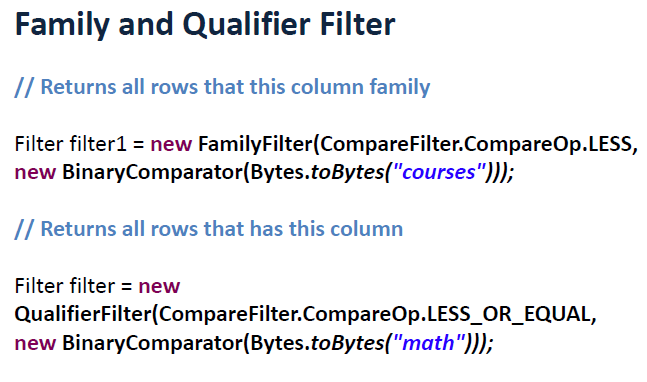 Family and Qualifier Filter
// Returns all rows that this column family
Filter filter1 = new FamilyFilter(CompareFilter.CompareOp.LESS,
new BinaryComparator(Bytes.toBytes("courses")));
// Returns all rows that has this column
Filter filter = new
QualifierFilter(CompareFilter.CompareOp.LESS_OR_EQUAL,
new BinaryComparator(Bytes.toBytes("math")));